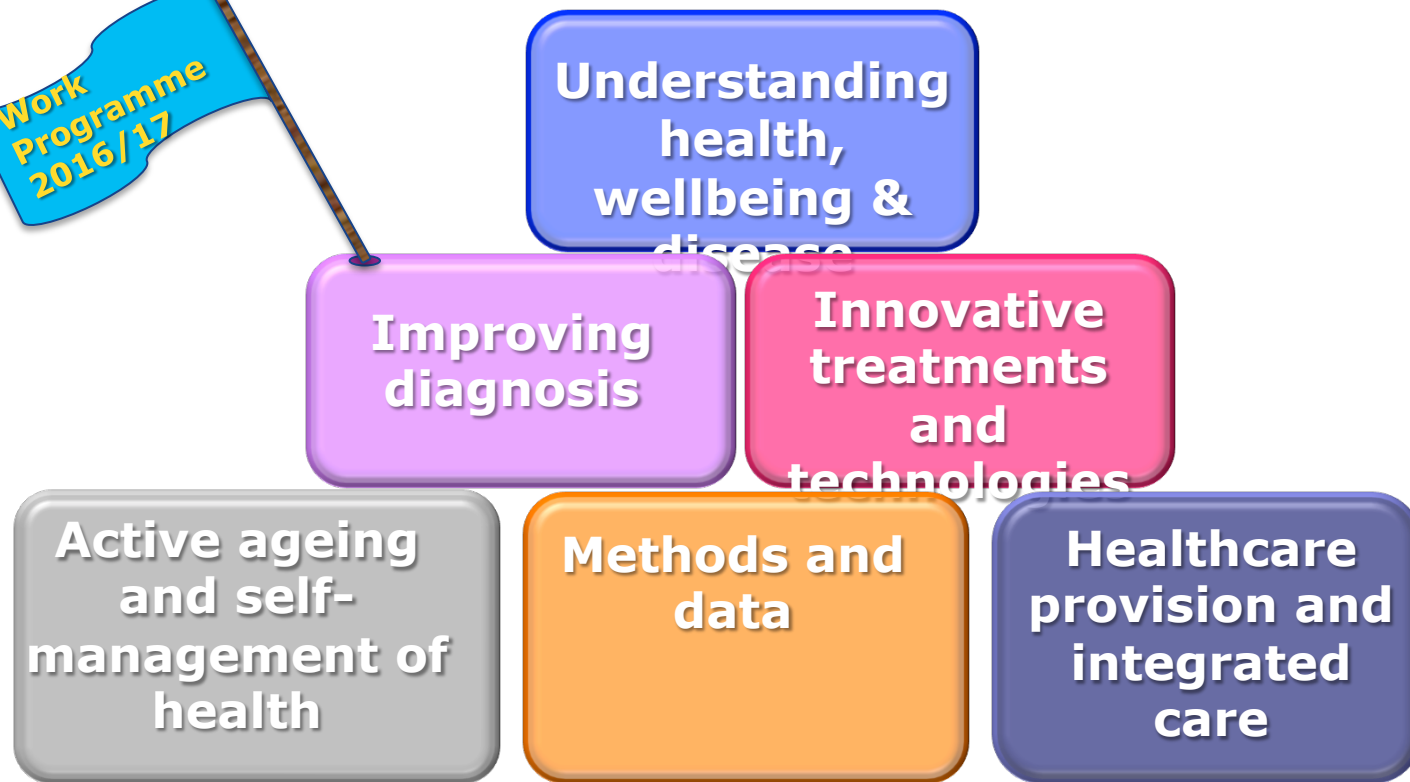 Work
Programme
2016/17
Understanding
health,
wellbeing &
disease
Improving
diagnosis
Innovative
treatments
and
technologies
Active ageing
and self-
management of
health
Methods and
data
Healthcare
provision and
integrated
care